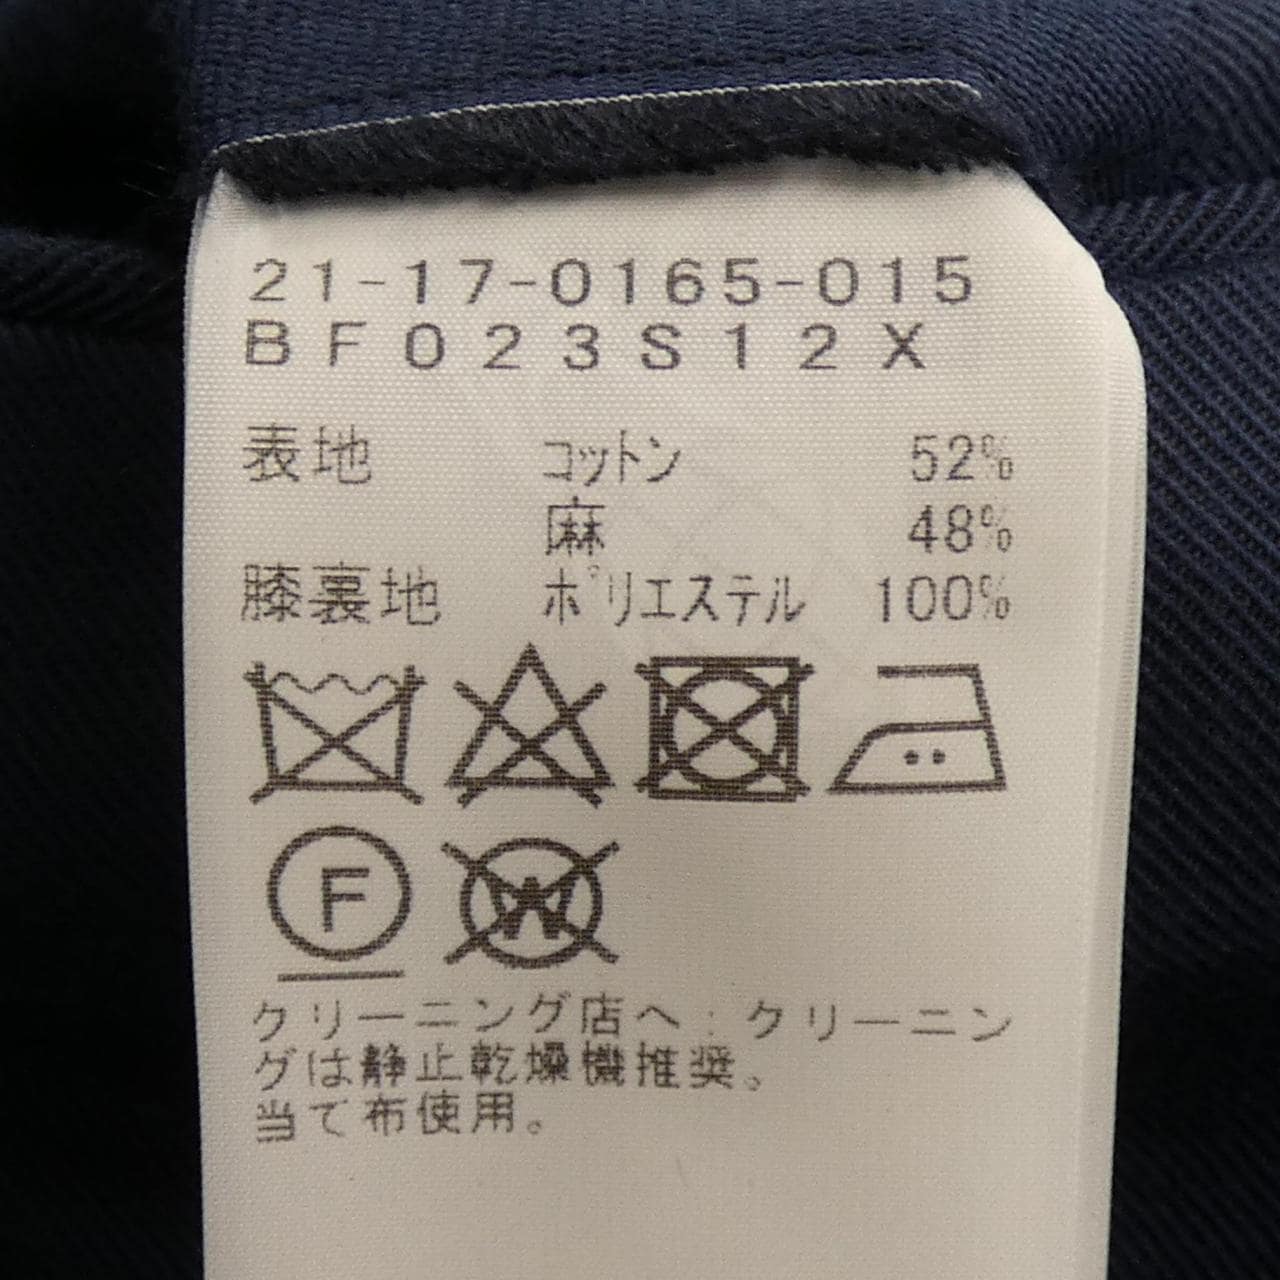 21-17-0165-015
BF023S12X
表地 コットン 52%
麻 48%
膝裏地 ポリエステル 100%
F
W
クリーニング店へ:クリーニン
グは静止乾燥機推奨。
当て布使用。